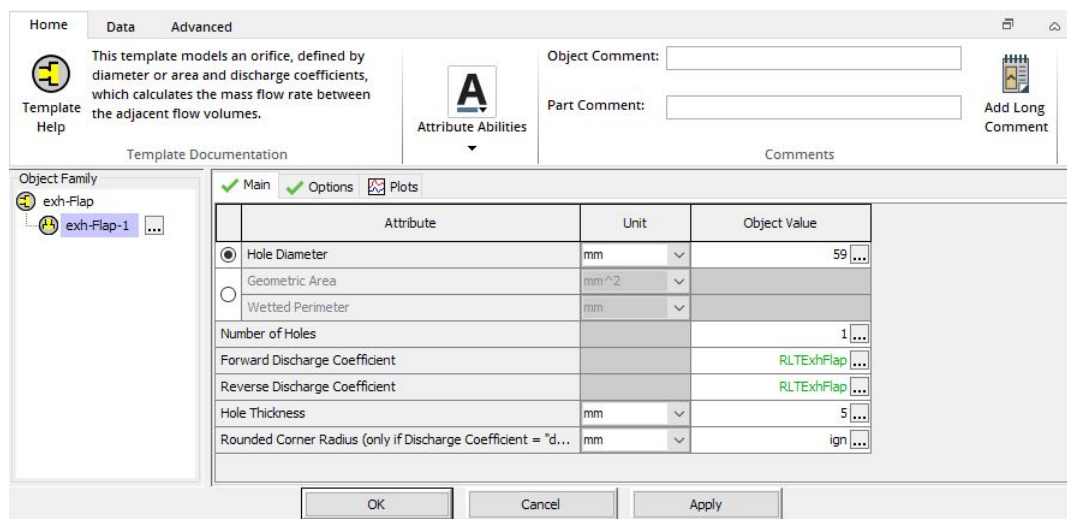 Home Data Advanced
This template models an orifice, defined by
diameter or area and discharge coefficients,
which calculates the mass flow rate between
the adjacent flow volumes.
Template
Help
Template Documentation
A
Attribute Abilities
Object Comment:
Part Comment:
Comments
Add Long
Comment
Object Family
exh-Flap
exh-Flap-1 ...
Main Options Plots
Attribute Unit Object Value
Hole Diameter mm 59 ...
Geometric Area mm^2
Wetted Perimeter mm
Number of Holes 1 ...
Forward Discharge Coefficient RLTExhFlap ...
Reverse Discharge Coefficient RLTExhFlap ...
Hole Thickness mm 5 ...
Rounded Corner Radius (only if Discharge Coefficient = "d... mm ign ...
OK Cancel Apply